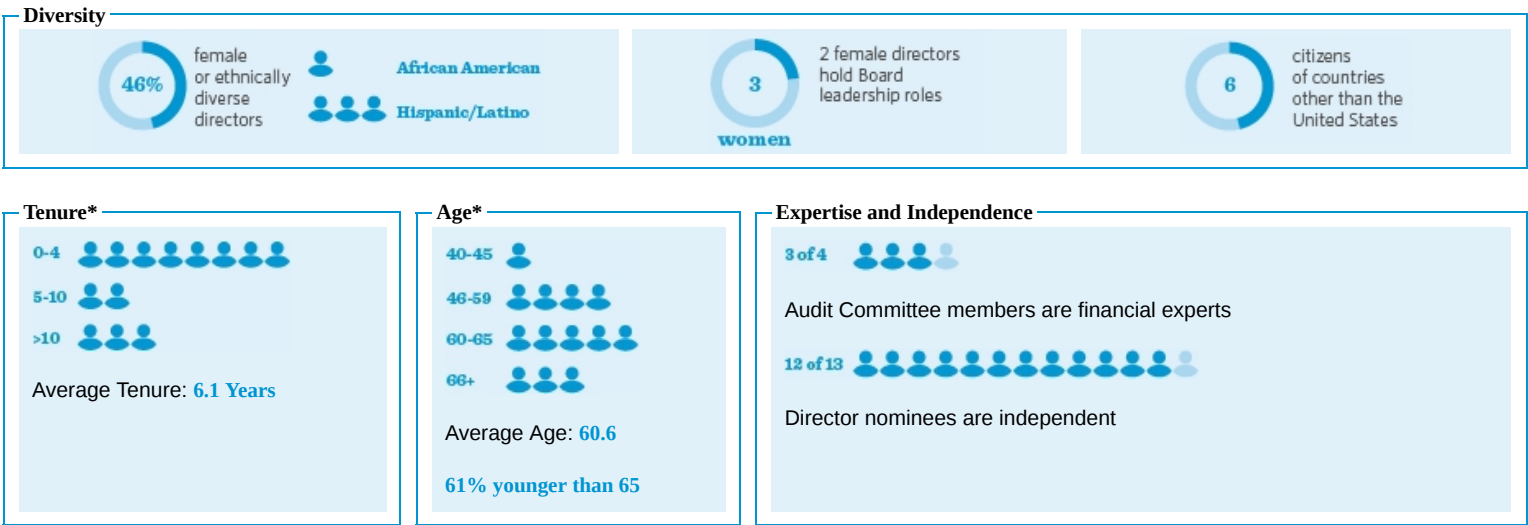 Diversity
46%
female
or ethnically
diverse
directors
African American
Hispanic/Latino
3
women
2 female directors
hold Board
leadership roles
6
citizens
of countries
other than the
United States
Tenure*
0-4
5-10
>10
Average Tenure: 6.1 Years
Age*
40-45
46-59
60-65
66+
Average Age: 60.6
61% younger than 65
Expertise and Independence
3 of 4
Audit Committee members are financial experts
12 of 13
Director nominees are independent